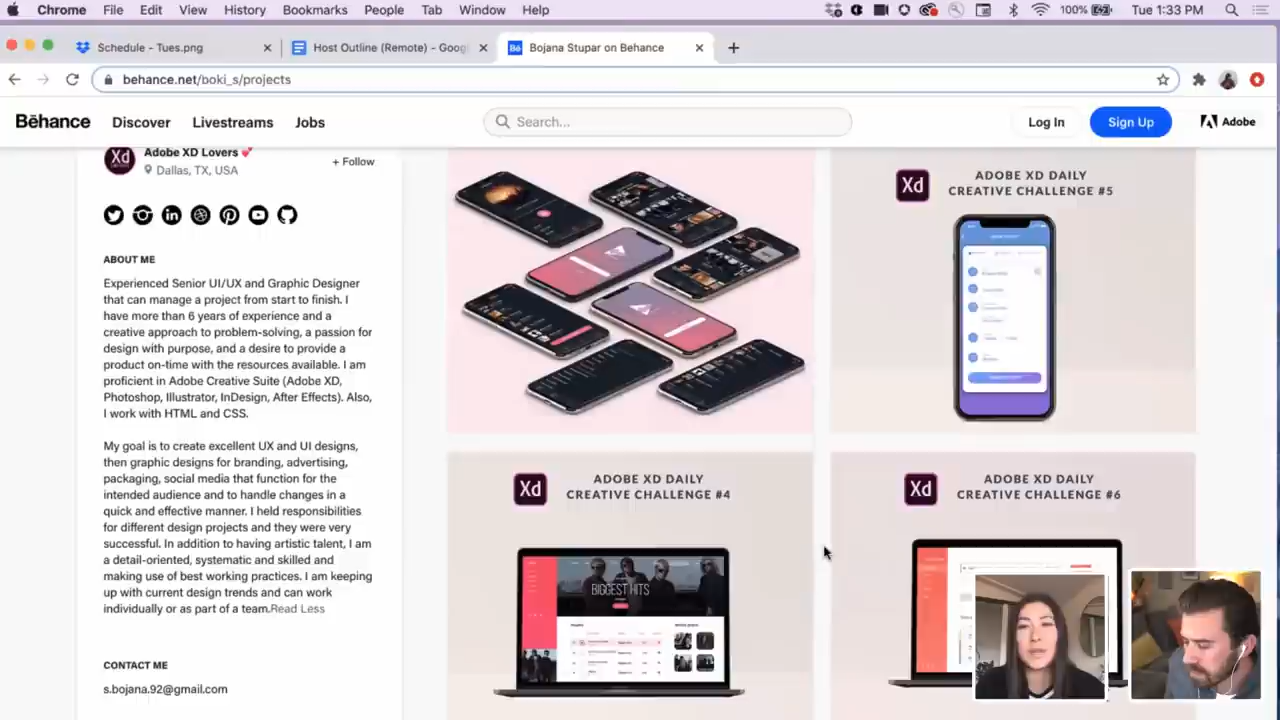 Chrome File Edit View History Bookmarks People Tab Window Help 100% Tue 1:33 PM
Schedule - Tues.png Host Outline (Remote) - Goog Bē Bojana Stupar on Behance
behance.net/boki_s/projects
Bēhance Discover Livestreams Jobs Search... Log In Sign Up Adobe
Xd Adobe XD Lovers
Dallas, TX, USA
+ Follow
ABOUT ME
Experienced Senior UI/UX and Graphic Designer
that can manage a project from start to finish. I
have more than 6 years of experience and a
creative approach to problem-solving, a passion for
design with purpose, and a desire to provide a
product on-time with the resources available. I am
proficient in Adobe Creative Suite (Adobe XD,
Photoshop, Illustrator, InDesign, After Effects). Also,
I work with HTML and CSS.
My goal is to create excellent UX and UI designs,
then graphic designs for branding, advertising,
packaging, social media that function for the
intended audience and to handle changes in a
quick and effective manner. I held responsibilities
for different design projects and they were very
successful. In addition to having artistic talent, I am
a detail-oriented, systematic and skilled and
making use of best working practices. I am keeping
up with current design trends and can work
individually or as part of a team.Read Less
CONTACT ME
s.bojana.92@gmail.com
Xd ADOBE XD DAILY
CREATIVE CHALLENGE #5
Xd ADOBE XD DAILY
CREATIVE CHALLENGE #4
BIGGEST HITS
Xd ADOBE XD DAILY
CREATIVE CHALLENGE #6